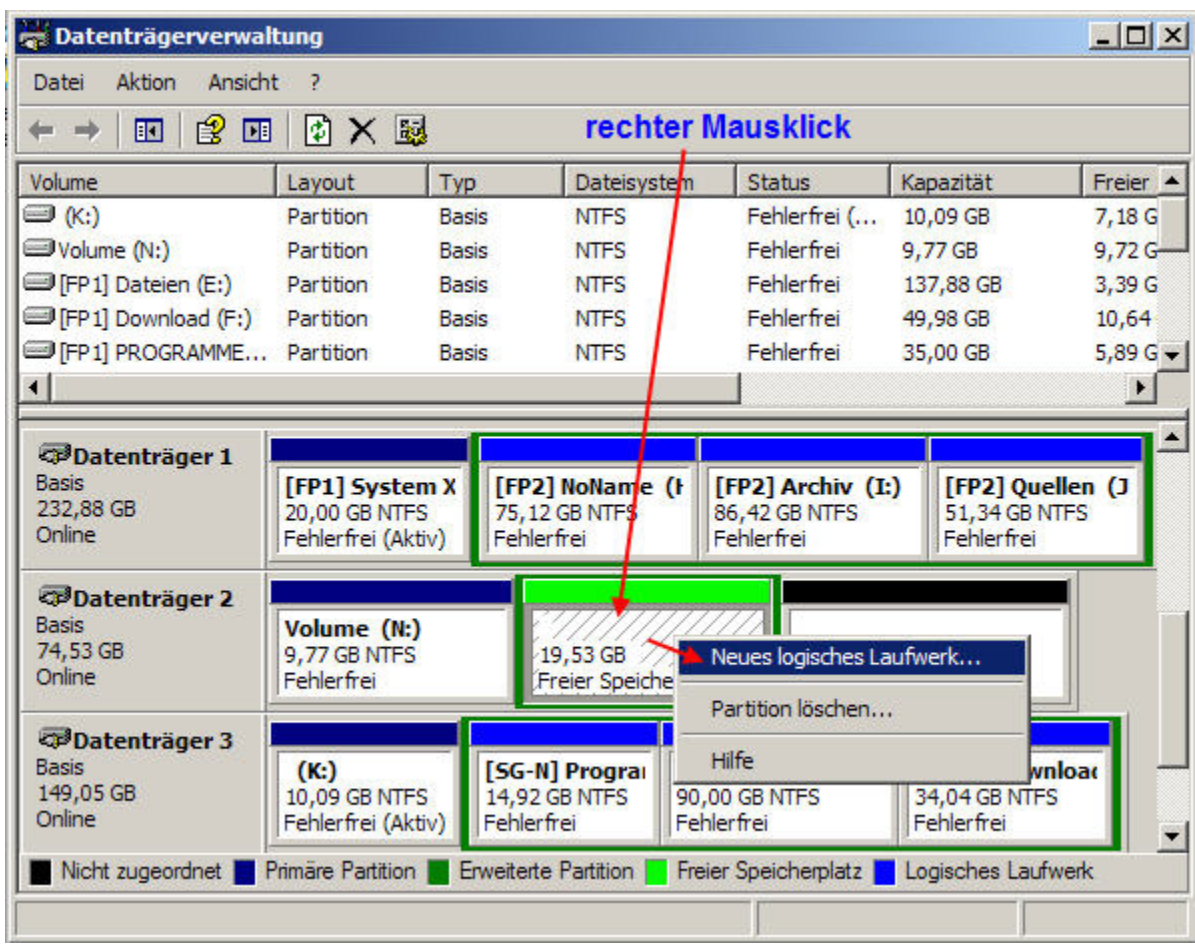 Datenträgerverwaltung
Datei Aktion Ansicht ?
rechter Mausklick
Volume Layout Typ Dateisystem Status Kapazität Freier
(K:) Partition Basis NTFS Fehlerfrei (... 10,09 GB 7,18 G
Volume (N:) Partition Basis NTFS Fehlerfrei 9,77 GB 9,72 G
[FP1] Dateien (E:) Partition Basis NTFS Fehlerfrei 137,88 GB 3,39 G
[FP1] Download (F:) Partition Basis NTFS Fehlerfrei 49,98 GB 10,64
[FP1] PROGRAMME... Partition Basis NTFS Fehlerfrei 35,00 GB 5,89 G
Datenträger 1
Basis
232,88 GB
Online
[FP1] System X
20,00 GB NTFS
Fehlerfrei (Aktiv)
[FP2] NoName (H
75,12 GB NTFS
Fehlerfrei
[FP2] Archiv (I:)
86,42 GB NTFS
Fehlerfrei
[FP2] Quellen (J
51,34 GB NTFS
Fehlerfrei
Datenträger 2
Basis
74,53 GB
Online
Volume (N:)
9,77 GB NTFS
Fehlerfrei
19,53 GB
Freier Speiche
Neues logisches Laufwerk...
Partition löschen...
Hilfe
Datenträger 3
Basis
149,05 GB
Online
(K:)
10,09 GB NTFS
Fehlerfrei (Aktiv)
[SG-N] Progra
14,92 GB NTFS
Fehlerfrei
90,00 GB NTFS
Fehlerfrei
wnload
34,04 GB NTFS
Fehlerfrei
Nicht zugeordnet Primäre Partition Erweiterte Partition Freier Speicherplatz Logisches Laufwerk